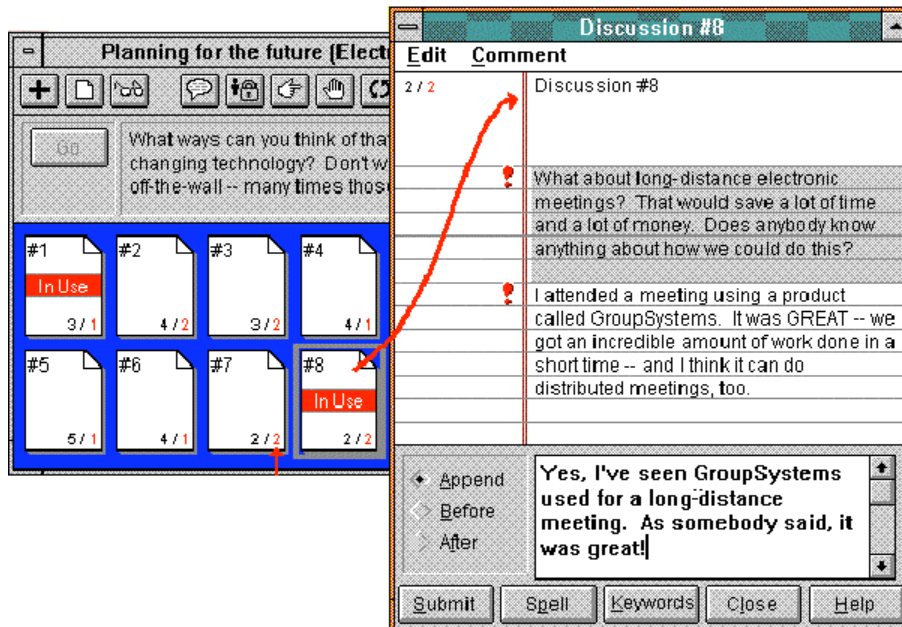 Planning for the future (Elect
Go
What ways can you think of that
changing technology? Don't w
off-the-wall -- many times those
#1
In Use
3 / 1
#2
4 / 2
#3
3 / 2
#4
4 / 1
#5
5 / 1
#6
4 / 1
#7
2 / 2
#8
In Use
2 / 2
Discussion #8
Edit Comment
2 / 2
Discussion #8
! What about long-distance electronic
meetings? That would save a lot of time
and a lot of money. Does anybody know
anything about how we could do this?
! I attended a meeting using a product
called GroupSystems. It was GREAT -- we
got an incredible amount of work done in a
short time -- and I think it can do
distributed meetings, too.
Append
Before
After
Yes, I've seen GroupSystems
used for a long-distance
meeting. As somebody said, it
was great!
Submit Spell Keywords Close Help